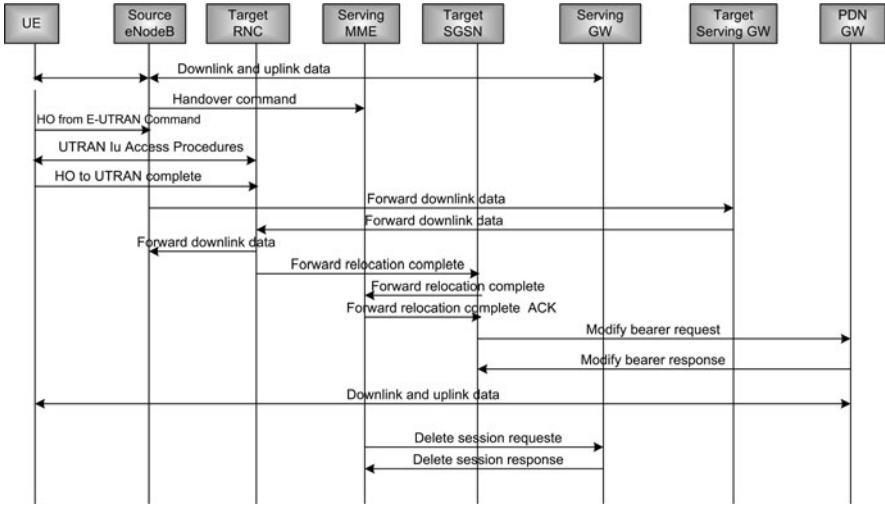 UE
Source
eNodeB
Target
RNC
Serving
MME
Target
SGSN
Serving
GW
Target
Serving GW
PDN
GW
Downlink and uplink data
Handover command
HO from E-UTRAN Command
UTRAN Iu Access Procedures
HO to UTRAN complete
Forward downlink data
Forward downlink data
Forward downlink data
Forward relocation complete
Forward relocation complete
Forward relocation complete ACK
Modify bearer request
Modify bearer response
Downlink and uplink data
Delete session requeste
Delete session response